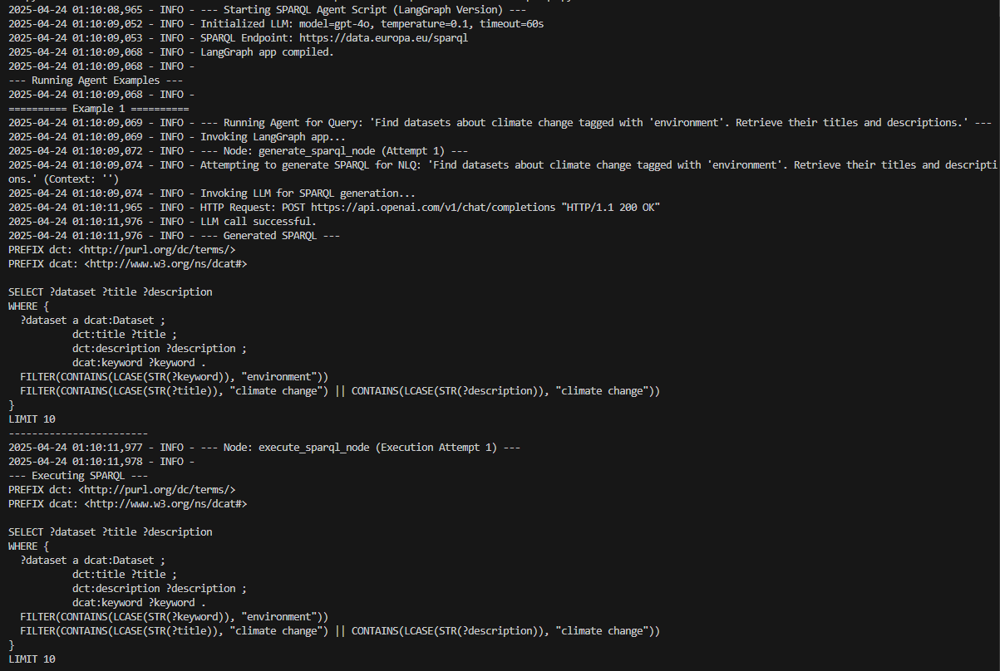 2025-04-24 01:10:08,965 - INFO - --- Starting SPARQL Agent Script (LangGraph Version) ---
2025-04-24 01:10:09,052 - INFO - Initialized LLM: model=gpt-4o, temperature=0.1, timeout=60s
2025-04-24 01:10:09,053 - INFO - SPARQL Endpoint: https://data.europa.eu/sparql
2025-04-24 01:10:09,068 - INFO - LangGraph app compiled.
2025-04-24 01:10:09,068 - INFO -
--- Running Agent Examples ---
2025-04-24 01:10:09,068 - INFO -
========== Example 1 ==========
2025-04-24 01:10:09,069 - INFO - --- Running Agent for Query: 'Find datasets about climate change tagged with 'environment'. Retrieve their titles and descriptions.' ---
2025-04-24 01:10:09,069 - INFO - Invoking LangGraph app...
2025-04-24 01:10:09,072 - INFO - --- Node: generate_sparql_node (Attempt 1) ---
2025-04-24 01:10:09,074 - INFO - Attempting to generate SPARQL for NLQ: 'Find datasets about climate change tagged with 'environment'. Retrieve their titles and descripti
ons.' (Context: '')
2025-04-24 01:10:09,074 - INFO - Invoking LLM for SPARQL generation...
2025-04-24 01:10:11,965 - INFO - HTTP Request: POST https://api.openai.com/v1/chat/completions "HTTP/1.1 200 OK"
2025-04-24 01:10:11,976 - INFO - LLM call successful.
2025-04-24 01:10:11,976 - INFO - --- Generated SPARQL ---
PREFIX dct: <http://purl.org/dc/terms/>
PREFIX dcat: <http://www.w3.org/ns/dcat#>

SELECT ?dataset ?title ?description
WHERE {
  ?dataset a dcat:Dataset ;
           dct:title ?title ;
           dct:description ?description ;
           dcat:keyword ?keyword .
  FILTER(CONTAINS(LCASE(STR(?keyword)), "environment"))
  FILTER(CONTAINS(LCASE(STR(?title)), "climate change") || CONTAINS(LCASE(STR(?description)), "climate change"))
}
LIMIT 10
------------------------
2025-04-24 01:10:11,977 - INFO - --- Node: execute_sparql_node (Execution Attempt 1) ---
2025-04-24 01:10:11,978 - INFO -
--- Executing SPARQL ---
PREFIX dct: <http://purl.org/dc/terms/>
PREFIX dcat: <http://www.w3.org/ns/dcat#>

SELECT ?dataset ?title ?description
WHERE {
  ?dataset a dcat:Dataset ;
           dct:title ?title ;
           dct:description ?description ;
           dcat:keyword ?keyword .
  FILTER(CONTAINS(LCASE(STR(?keyword)), "environment"))
  FILTER(CONTAINS(LCASE(STR(?title)), "climate change") || CONTAINS(LCASE(STR(?description)), "climate change"))
}
LIMIT 10